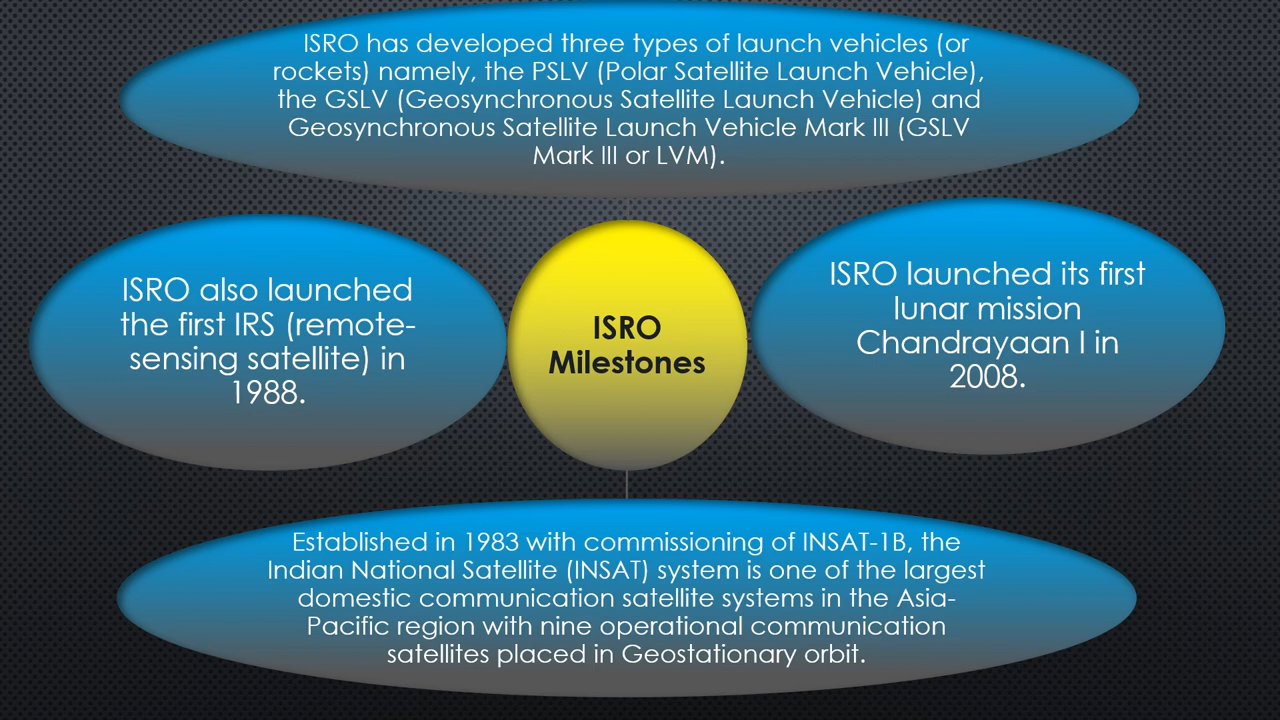 ISRO has developed three types of launch vehicles (or
rockets) namely, the PSLV (Polar Satellite Launch Vehicle),
the GSLV (Geosynchronous Satellite Launch Vehicle) and
Geosynchronous Satellite Launch Vehicle Mark III (GSLV
Mark III or LVM).
ISRO also launched
the first IRS (remote-
sensing satellite) in
1988.
ISRO
Milestones
ISRO launched its first
lunar mission
Chandrayaan I in
2008.
Established in 1983 with commissioning of INSAT-1B, the
Indian National Satellite (INSAT) system is one of the largest
domestic communication satellite systems in the Asia-
Pacific region with nine operational communication
satellites placed in Geostationary orbit.